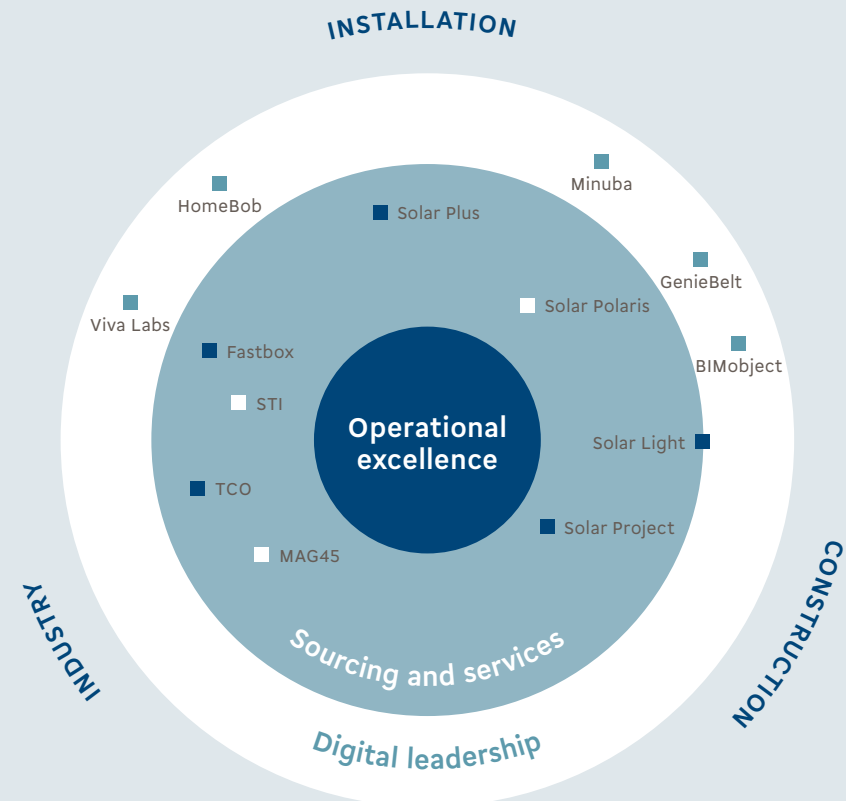 INSTALLATION
Minuba
HomeBob
Solar Plus
GenieBelt
Solar Polaris
Viva Labs
Fastbox
BIMobject
STI
Operational
excellence
Solar Light
TCO
Solar Project
MAG45
INDUSTRY
CONSTRUCTION
Sourcing and services
Digital leadership